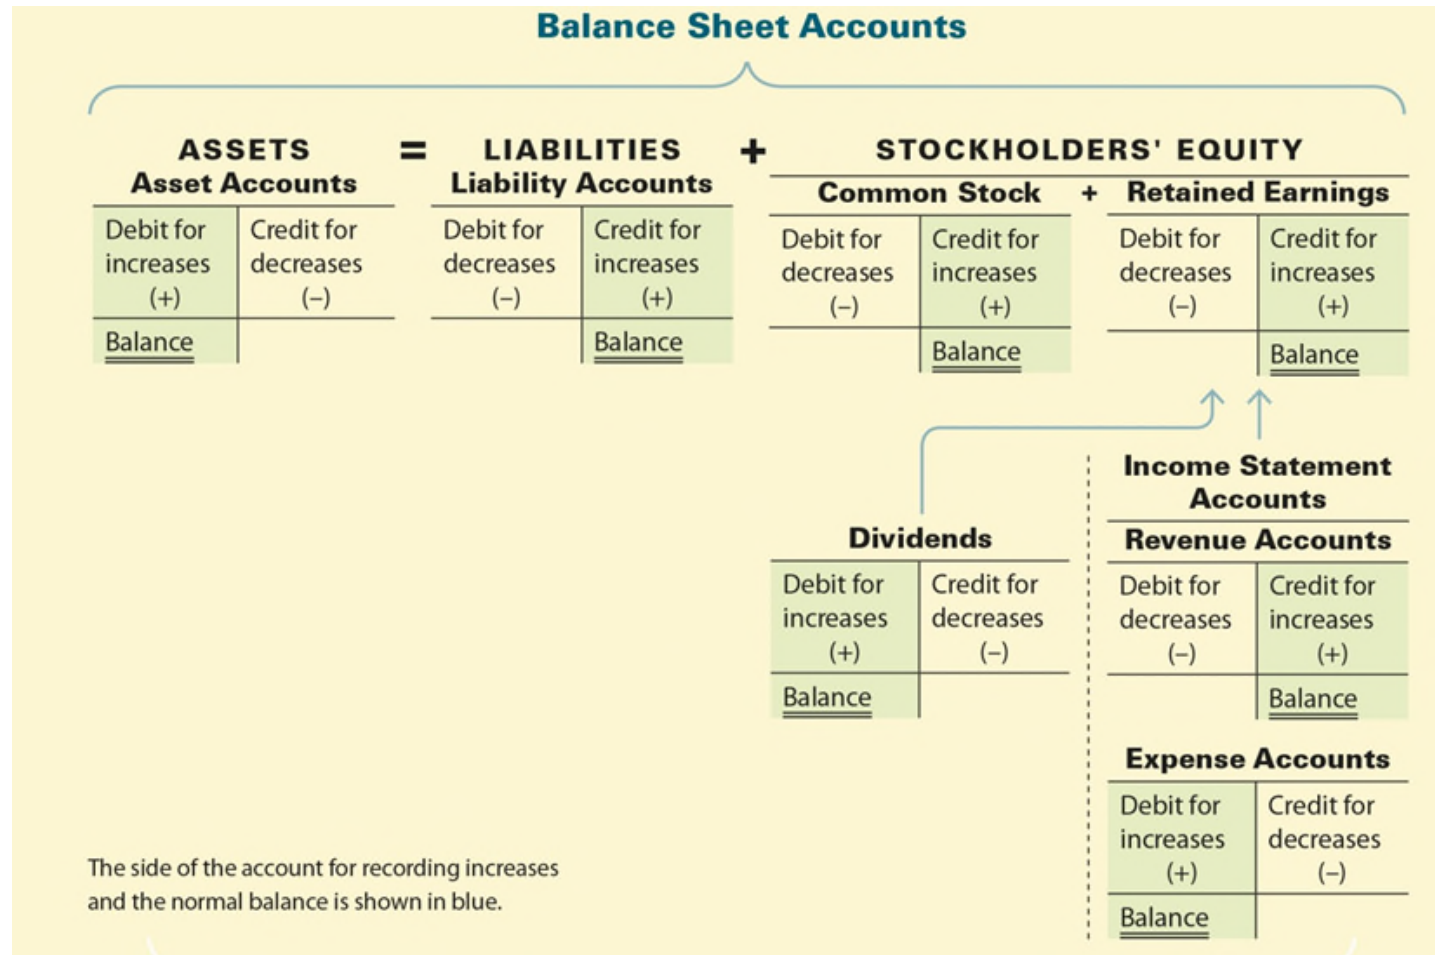 Balance Sheet Accounts
ASSETS = LIABILITIES + STOCKHOLDERS' EQUITY
Asset Accounts
Debit for
increases
(+)
Balance
Credit for
decreases
(–)
Liability Accounts
Debit for
decreases
(–)
Credit for
increases
(+)
Balance
Common Stock + Retained Earnings
Debit for
decreases
(–)
Credit for
increases
(+)
Balance
Debit for
decreases
(–)
Credit for
increases
(+)
Balance
Dividends
Debit for
increases
(+)
Balance
Credit for
decreases
(–)
Income Statement
Accounts
Revenue Accounts
Debit for
decreases
(–)
Credit for
increases
(+)
Balance
Expense Accounts
Debit for
increases
(+)
Balance
Credit for
decreases
(–)
The side of the account for recording increases
and the normal balance is shown in blue.